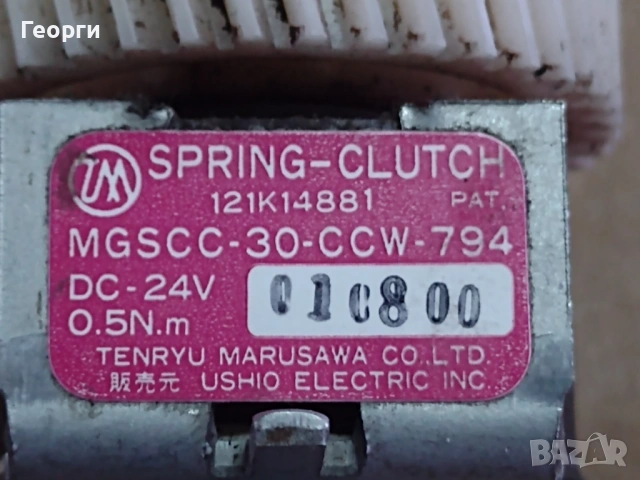 Георги
TM SPRING-CLUTCH
121K14881 PAT.
MGSCC-30-CCW-794
DC-24V
0.5N.m
TENRYU MARUSAWA CO.,LTD.
販売元 USHIO ELECTRIC INC.
BAZAR